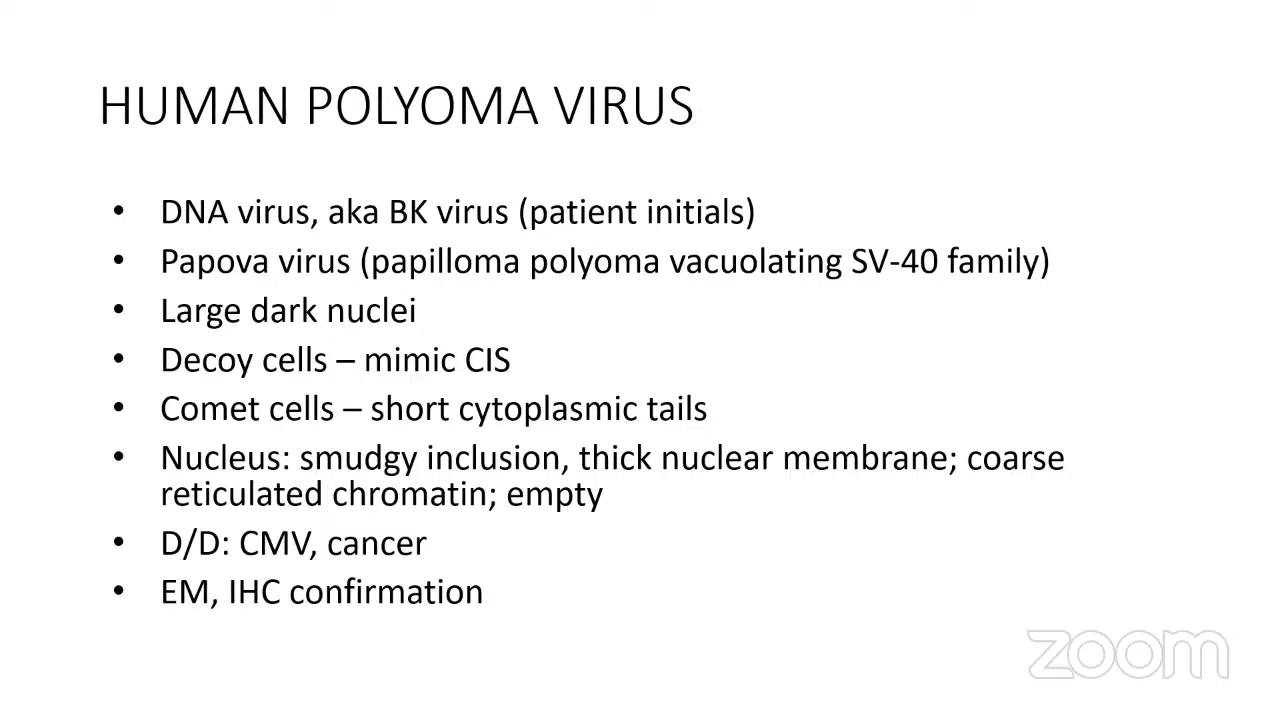 HUMAN POLYOMA VIRUS
• DNA virus, aka BK virus (patient initials)
• Papova virus (papilloma polyoma vacuolating SV-40 family)
• Large dark nuclei
• Decoy cells – mimic CIS
• Comet cells – short cytoplasmic tails
• Nucleus: smudgy inclusion, thick nuclear membrane; coarse
reticulated chromatin; empty
• D/D: CMV, cancer
• EM, IHC confirmation
zoom